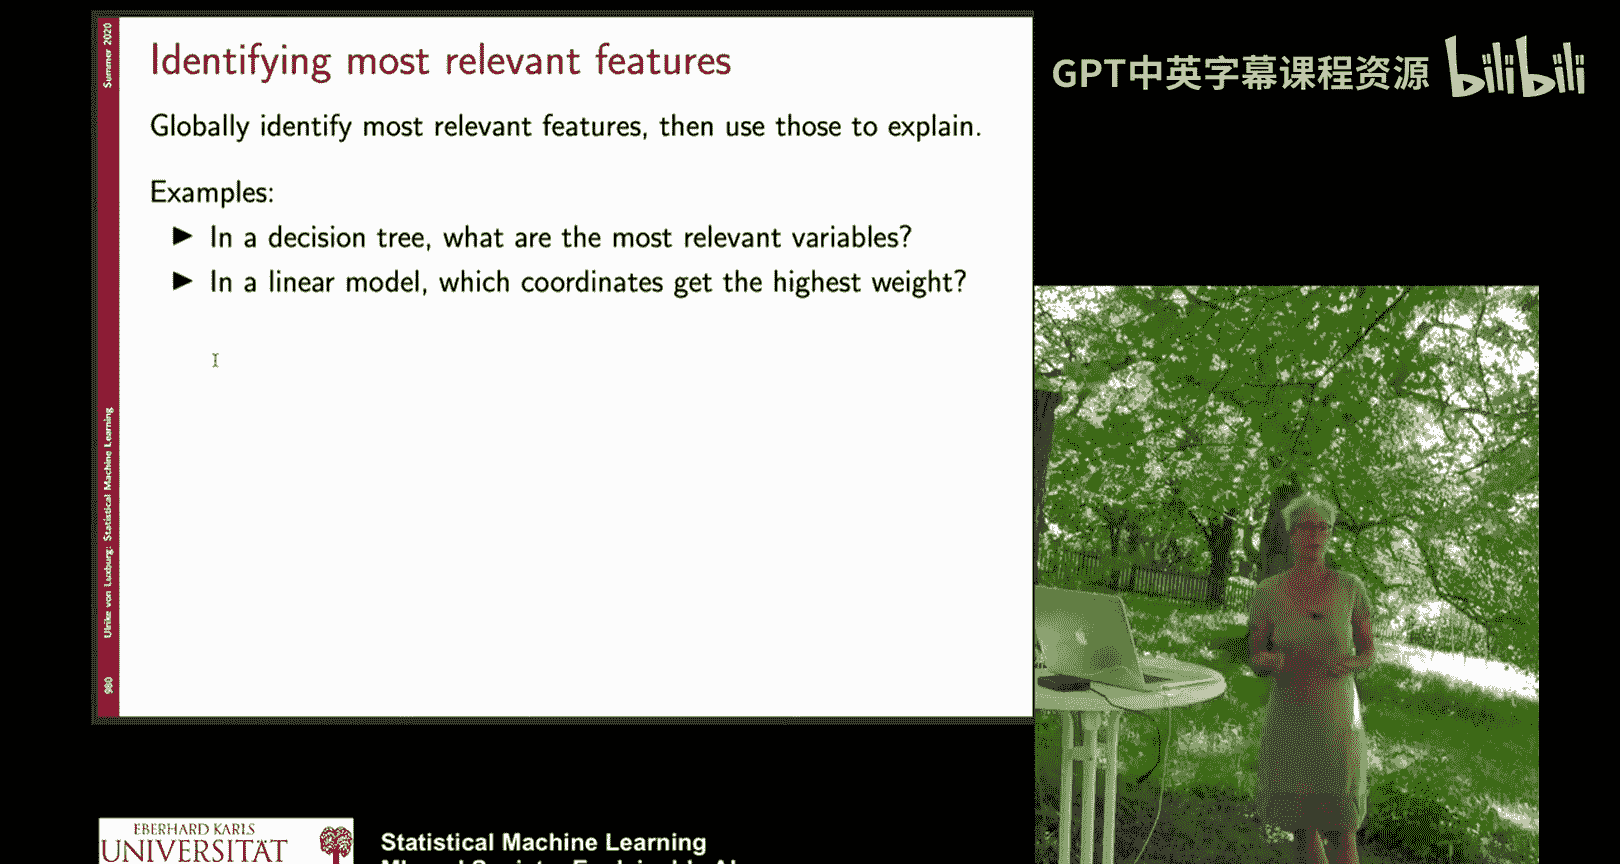 Identifying most relevant features
Globally identify most relevant features, then use those to explain.
Examples:
▶ In a decision tree, what are the most relevant variables?
▶ In a linear model, which coordinates get the highest weight?
Summer 2020
Ulrike von Luxburg: Statistical Machine Learning
980
GPT中英字幕课程资源 bilibili
EBERHARD KARLS
UNIVERSITÄT
Statistical Machine Learning